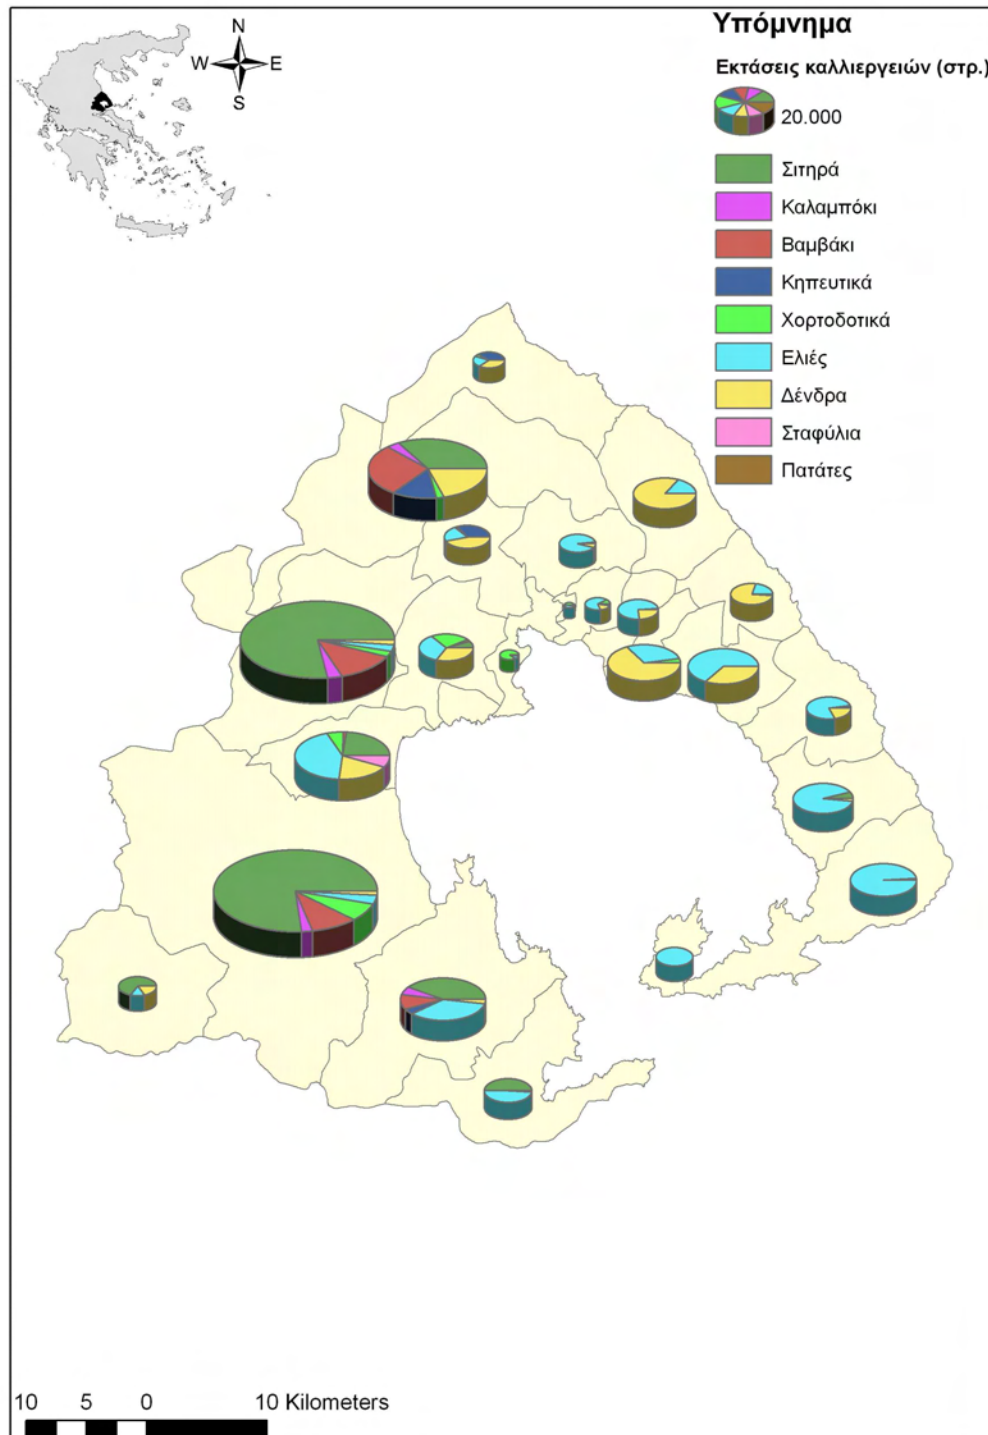 N
W E
S
Υπόμνημα
Εκτάσεις καλλιεργειών (στρ.)
20.000
Σιτηρά
Καλαμπόκι
Βαμβάκι
Κηπευτικά
Χορτοδοτικά
Ελιές
Δένδρα
Σταφύλια
Πατάτες
10 5 0 10 Kilometers